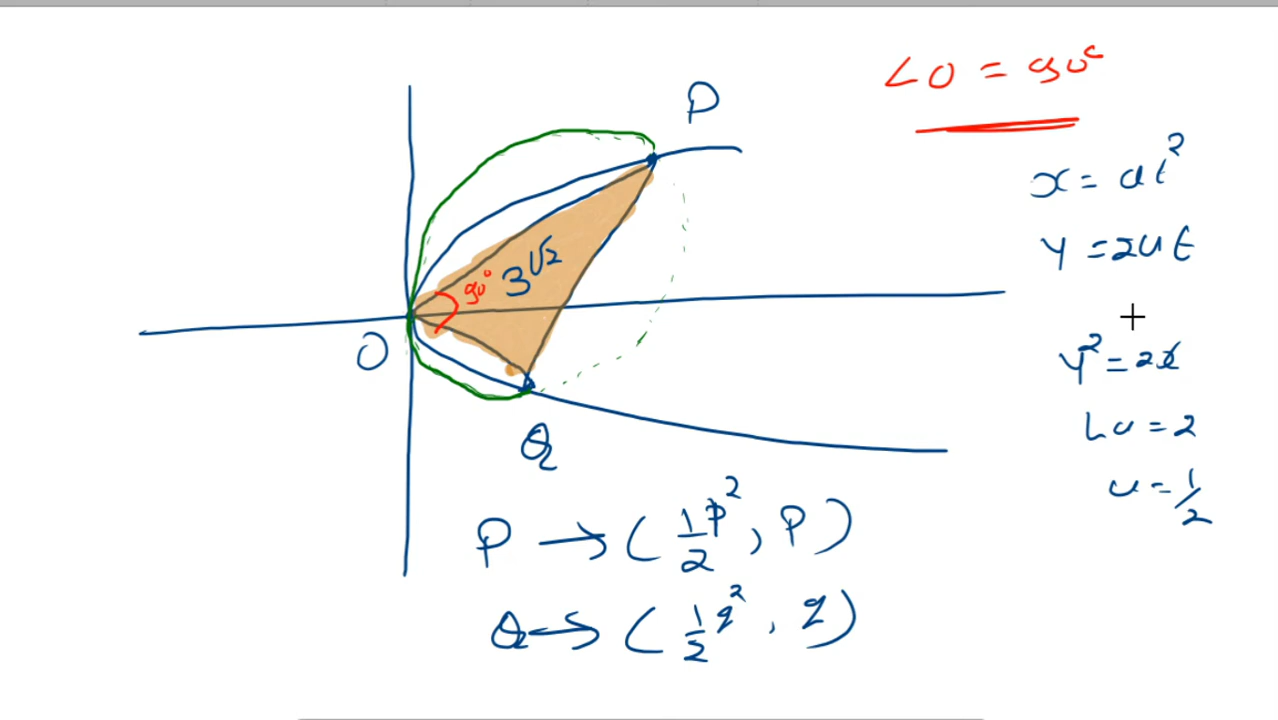 P
∠O = 90°
x = at²
y = 2at
90°
3√2
O
y² = 2x
4a = 2
a = 1/2
Q
P → (1/2 p², p)
Q → (1/2 q², q)